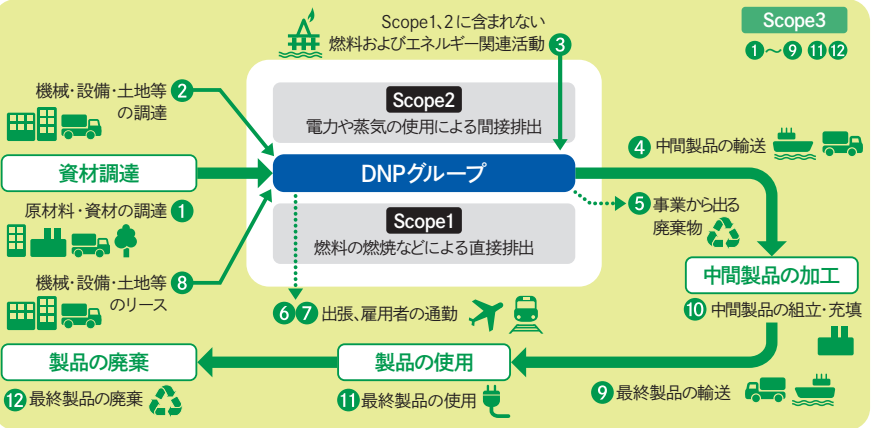 Scope1、2に含まれない
燃料およびエネルギー関連活動 ③
Scope3
①～⑨ ⑪⑫
機械・設備・土地等 ②
の調達
Scope2
電力や蒸気の使用による間接排出
④ 中間製品の輸送
資材調達
DNPグループ
原材料・資材の調達 ①
⑤ 事業から出る
廃棄物
Scope1
燃料の燃焼などによる直接排出
機械・設備・土地等 ⑧
のリース
中間製品の加工
⑥⑦ 出張、雇用者の通勤
⑩ 中間製品の組立・充填
製品の廃棄
製品の使用
⑫ 最終製品の廃棄
⑪ 最終製品の使用
⑨ 最終製品の輸送